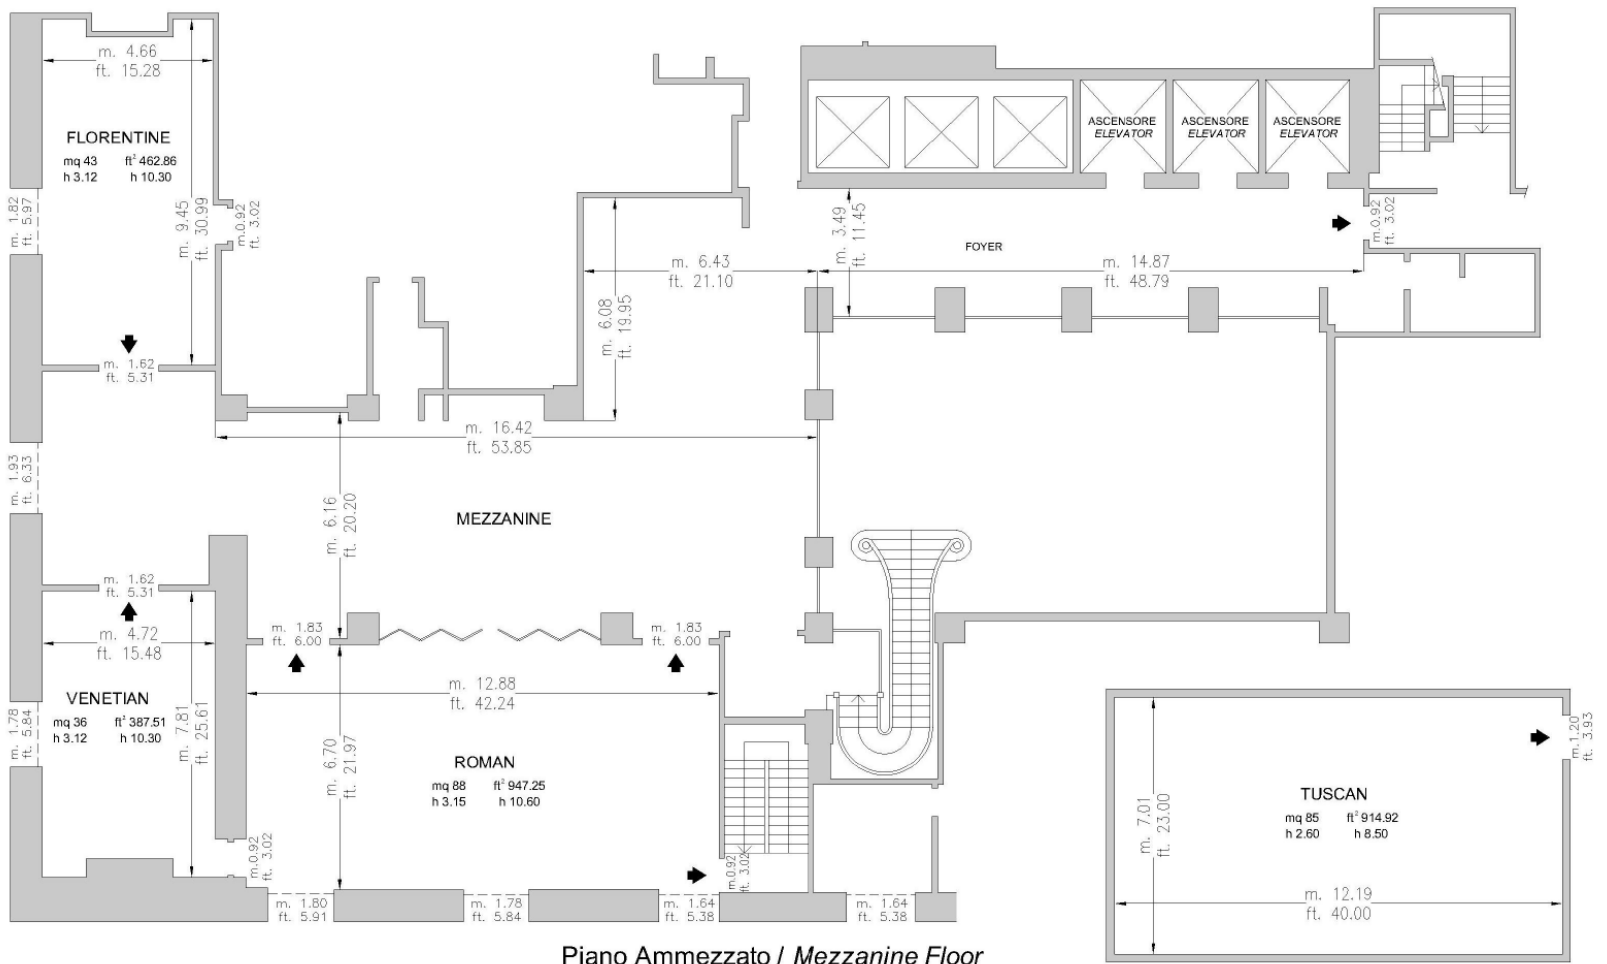 m. 4.66
ft. 15.28
FLORENTINE
mq 43 ft² 462.86
h 3.12 h 10.30
m. 1.82
ft. 5.97
m. 9.45
ft. 30.99
m.0.92
ft. 3.02
m. 1.62
ft. 5.31
m. 6.43
ft. 21.10
m. 6.08
ft. 19.95
m. 3.49
ft. 11.45
FOYER
m. 14.87
ft. 48.79
ASCENSORE
ELEVATOR
ASCENSORE
ELEVATOR
ASCENSORE
ELEVATOR
m.0.92
ft. 3.02
m. 16.42
ft. 53.85
m. 1.93
ft. 6.33
m. 6.16
ft. 20.20
MEZZANINE
m. 1.62
ft. 5.31
m. 4.72
ft. 15.48
VENETIAN
mq 36 ft² 387.51
h 3.12 h 10.30
m. 1.78
ft. 5.84
m. 7.81
ft. 25.61
m. 1.83
ft. 6.00
m. 1.83
ft. 6.00
m. 12.88
ft. 42.24
m. 6.70
ft. 21.97
ROMAN
mq 88 ft² 947.25
h 3.15 h 10.60
m.0.92
ft. 3.02
m.0.92
ft. 3.02
m. 1.80
ft. 5.91
m. 1.78
ft. 5.84
m. 1.64
ft. 5.38
m. 1.64
ft. 5.38
TUSCAN
mq 85 ft² 914.92
h 2.60 h 8.50
m. 7.01
ft. 23.00
m. 12.19
ft. 40.00
m.1.20
ft. 3.93
Piano Ammezzato / Mezzanine Floor